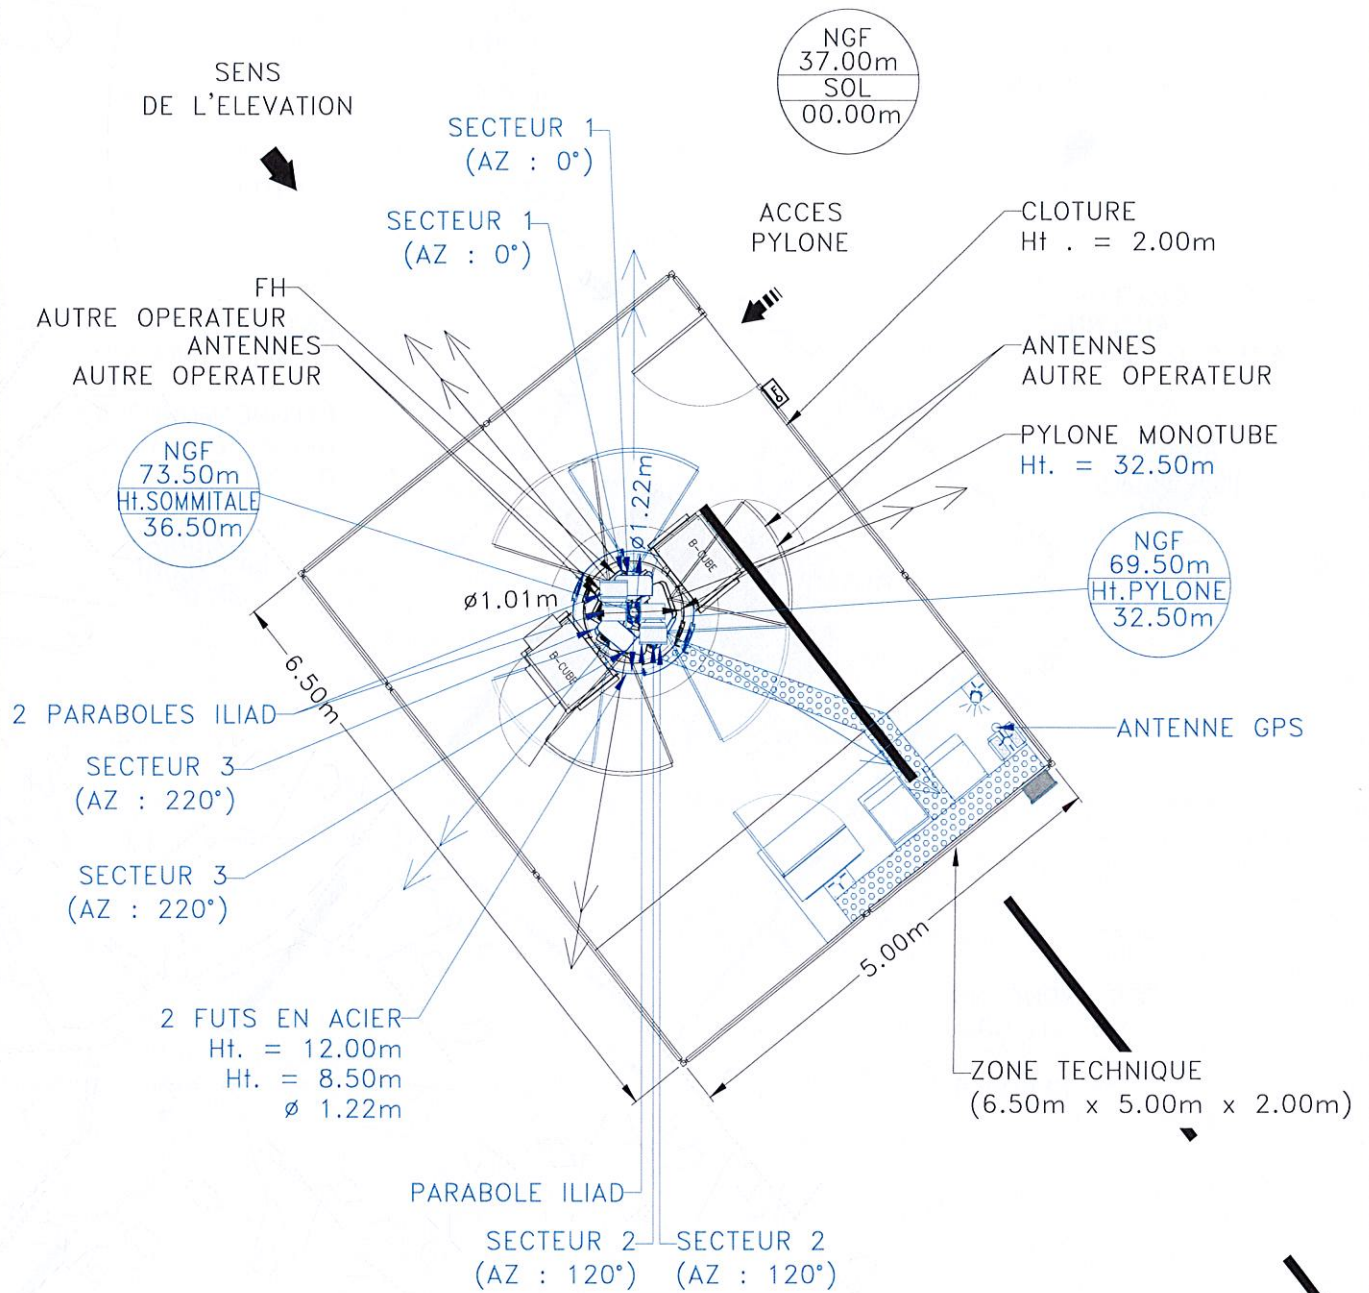 NGF
37.00m
SOL
00.00m
SENS
DE L'ELEVATION
SECTEUR 1
(AZ : 0°)
SECTEUR 1
(AZ : 0°)
ACCES
PYLONE
CLOTURE
Ht . = 2.00m
FH
AUTRE OPERATEUR
ANTENNES
AUTRE OPERATEUR
ANTENNES
AUTRE OPERATEUR
PYLONE MONOTUBE
Ht. = 32.50m
NGF
73.50m
Ht.SOMMITALE
36.50m
ø1.22m
B-CUBE
NGF
69.50m
Ht.PYLONE
32.50m
ø1.01m
B-CUBE
6.50m
2 PARABOLES ILIAD
ANTENNE GPS
SECTEUR 3
(AZ : 220°)
SECTEUR 3
(AZ : 220°)
5.00m
2 FUTS EN ACIER
Ht. = 12.00m
Ht. = 8.50m
ø 1.22m
ZONE TECHNIQUE
(6.50m x 5.00m x 2.00m)
PARABOLE ILIAD
SECTEUR 2
(AZ : 120°)
SECTEUR 2
(AZ : 120°)